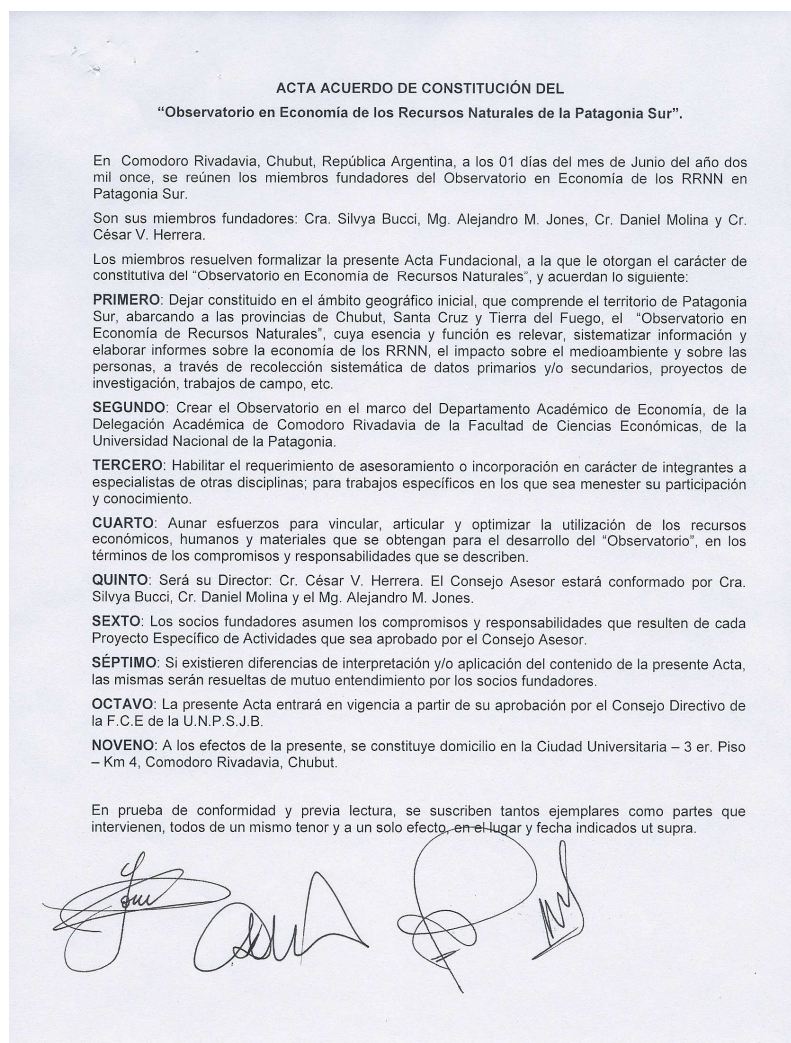 ACTA ACUERDO DE CONSTITUCIÓN DEL
“Observatorio en Economía de los Recursos Naturales de la Patagonia Sur”.
En Comodoro Rivadavia, Chubut, República Argentina, a los 01 días del mes de Junio del año dos
mil once, se reúnen los miembros fundadores del Observatorio en Economía de los RRNN en
Patagonia Sur.
Son sus miembros fundadores: Cra. Silvya Bucci, Mg. Alejandro M. Jones, Cr. Daniel Molina y Cr.
César V. Herrera.
Los miembros resuelven formalizar la presente Acta Fundacional, a la que le otorgan el carácter de
constitutiva del “Observatorio en Economía de Recursos Naturales”, y acuerdan lo siguiente:
PRIMERO: Dejar constituido en el ámbito geográfico inicial, que comprende el territorio de Patagonia
Sur, abarcando a las provincias de Chubut, Santa Cruz y Tierra del Fuego, el “Observatorio en
Economía de Recursos Naturales”, cuya esencia y función es relevar, sistematizar información y
elaborar informes sobre la economía de los RRNN, el impacto sobre el medioambiente y sobre las
personas, a través de recolección sistemática de datos primarios y/o secundarios, proyectos de
investigación, trabajos de campo, etc.
SEGUNDO: Crear el Observatorio en el marco del Departamento Académico de Economía, de la
Delegación Académica de Comodoro Rivadavia de la Facultad de Ciencias Económicas, de la
Universidad Nacional de la Patagonia.
TERCERO: Habilitar el requerimiento de asesoramiento o incorporación en carácter de integrantes a
especialistas de otras disciplinas; para trabajos específicos en los que sea menester su participación
y conocimiento.
CUARTO: Aunar esfuerzos para vincular, articular y optimizar la utilización de los recursos
económicos, humanos y materiales que se obtengan para el desarrollo del “Observatorio”, en los
términos de los compromisos y responsabilidades que se describen.
QUINTO: Será su Director: Cr. César V. Herrera. El Consejo Asesor estará conformado por Cra.
Silvya Bucci, Cr. Daniel Molina y el Mg. Alejandro M. Jones.
SEXTO: Los socios fundadores asumen los compromisos y responsabilidades que resulten de cada
Proyecto Específico de Actividades que sea aprobado por el Consejo Asesor.
SÉPTIMO: Si existieren diferencias de interpretación y/o aplicación del contenido de la presente Acta,
las mismas serán resueltas de mutuo entendimiento por los socios fundadores.
OCTAVO: La presente Acta entrará en vigencia a partir de su aprobación por el Consejo Directivo de
la F.C.E de la U.N.P.S.J.B.
NOVENO: A los efectos de la presente, se constituye domicilio en la Ciudad Universitaria – 3 er. Piso
– Km 4, Comodoro Rivadavia, Chubut.
En prueba de conformidad y previa lectura, se suscriben tantos ejemplares como partes que
intervienen, todos de un mismo tenor y a un solo efecto, en el lugar y fecha indicados ut supra.